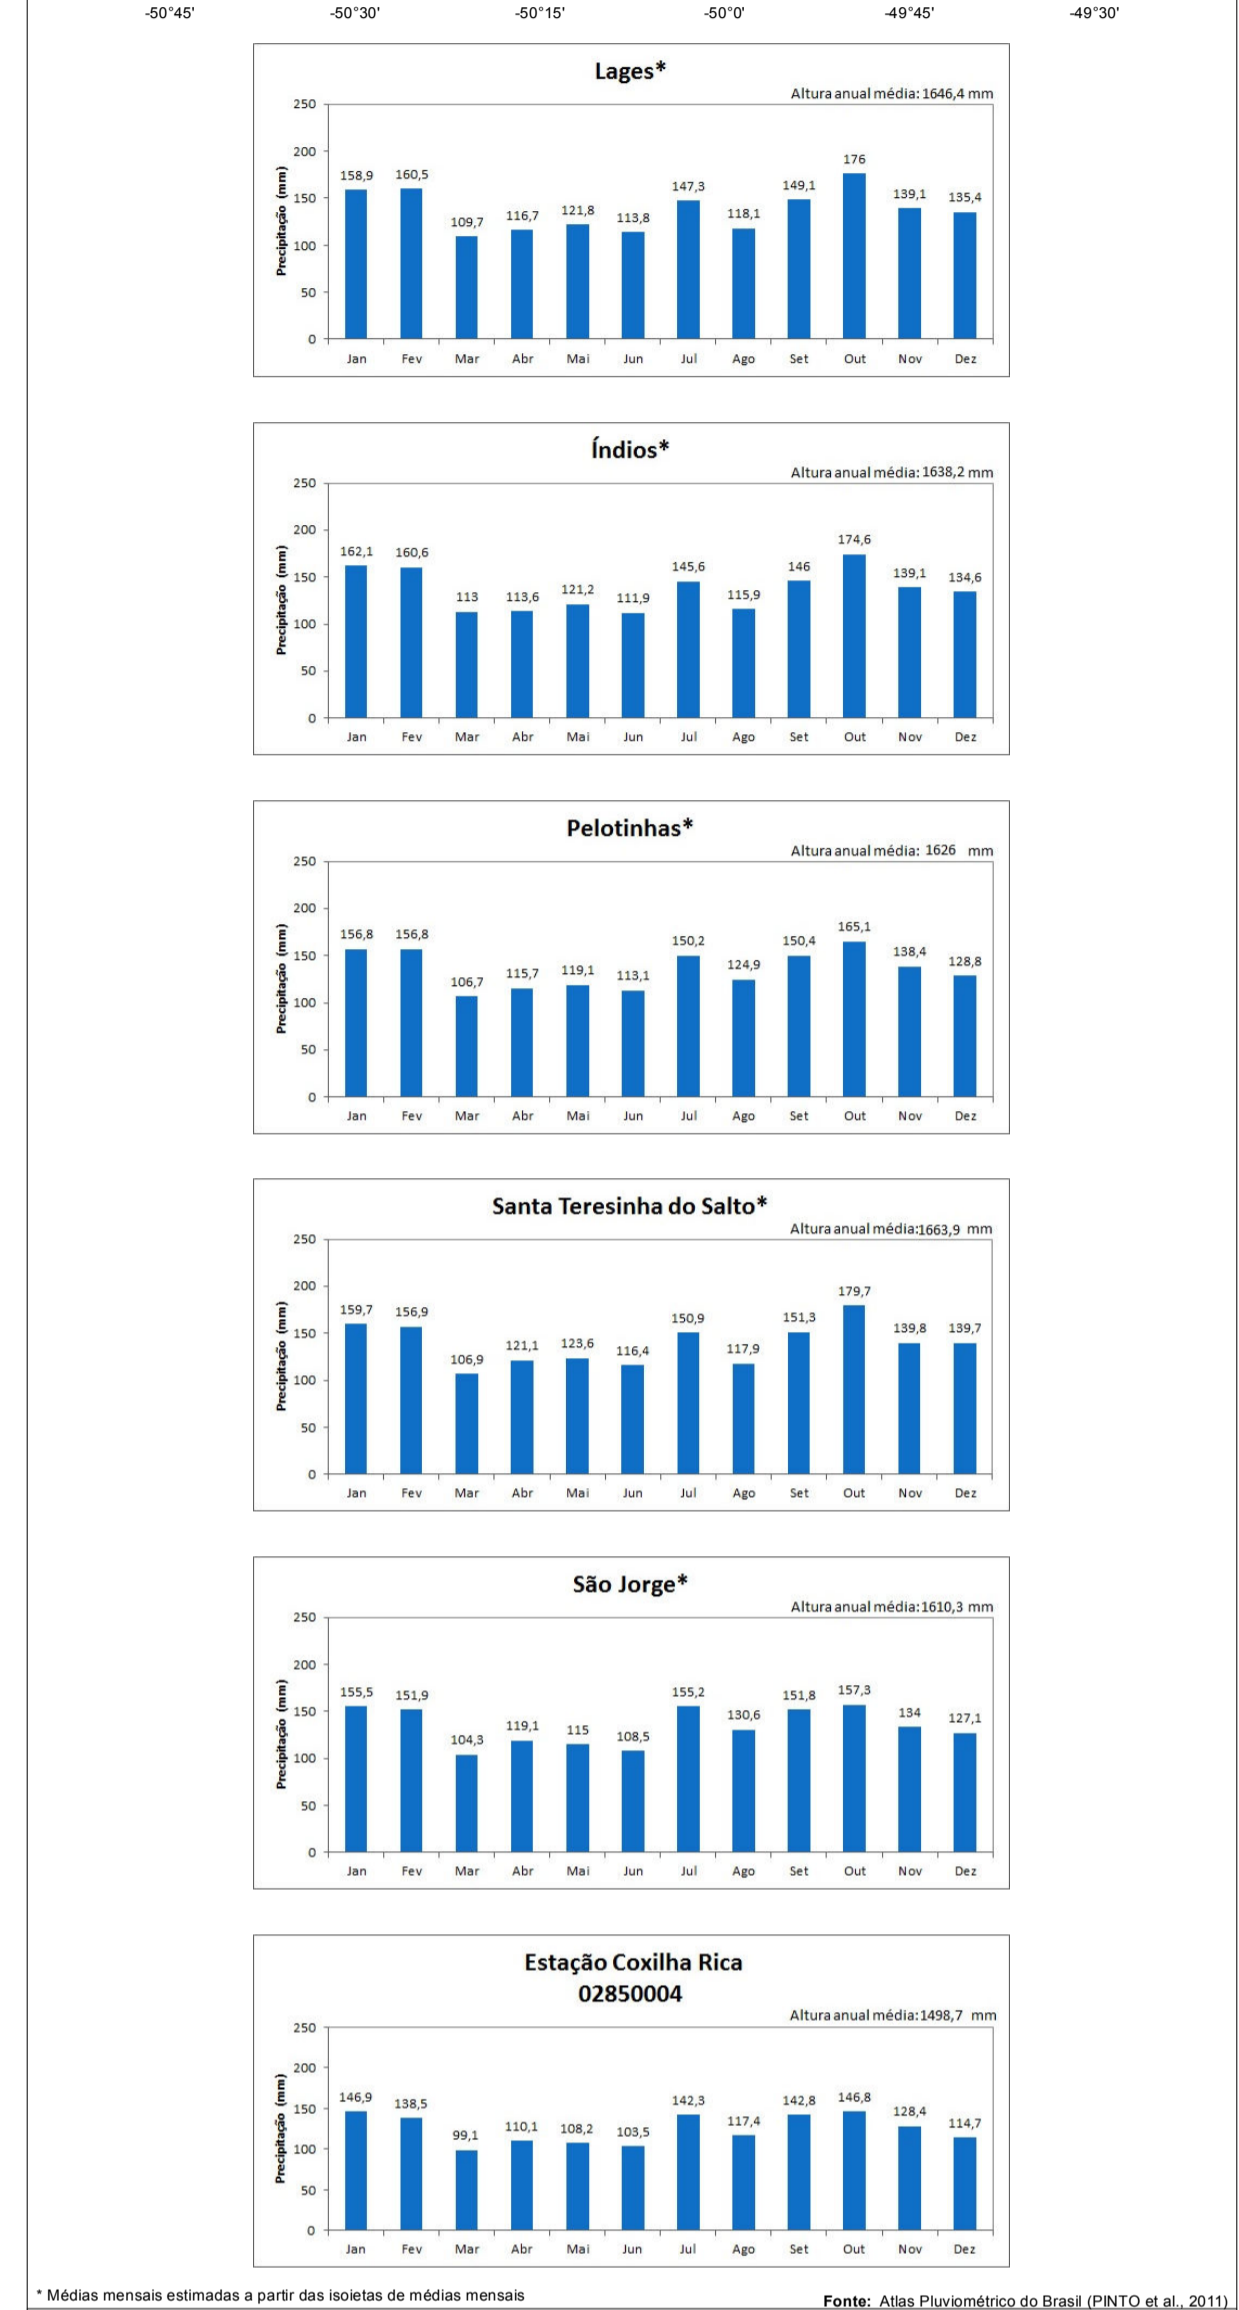 -50°45' -50°30' -50°15' -50°0' -49°45' -49°30'
Lages*
Altura anual média: 1646,4 mm
Precipitação (mm)
250
200
150
100
50
0
158,9 160,5 109,7 116,7 121,8 113,8 147,3 118,1 149,1 176 139,1 135,4
Jan Fev Mar Abr Mai Jun Jul Ago Set Out Nov Dez
Índios*
Altura anual média: 1638,2 mm
Precipitação (mm)
250
200
150
100
50
0
162,1 160,6 113 113,6 121,2 111,9 145,6 115,9 146 174,6 139,1 134,6
Jan Fev Mar Abr Mai Jun Jul Ago Set Out Nov Dez
Pelotinhas*
Altura anual média: 1626 mm
Precipitação (mm)
250
200
150
100
50
0
156,8 156,8 106,7 115,7 119,1 113,1 150,2 124,9 150,4 165,1 138,4 128,8
Jan Fev Mar Abr Mai Jun Jul Ago Set Out Nov Dez
Santa Teresinha do Salto*
Altura anual média:1663,9 mm
Precipitação (mm)
250
200
150
100
50
0
159,7 156,9 106,9 121,1 123,6 116,4 150,9 117,9 151,3 179,7 139,8 139,7
Jan Fev Mar Abr Mai Jun Jul Ago Set Out Nov Dez
São Jorge*
Altura anual média:1610,3 mm
Precipitação (mm)
250
200
150
100
50
0
155,5 151,9 104,3 119,1 115 108,5 155,2 130,6 151,8 157,3 134 127,1
Jan Fev Mar Abr Mai Jun Jul Ago Set Out Nov Dez
Estação Coxilha Rica
02850004
Altura anual média:1498,7 mm
Precipitação (mm)
250
200
150
100
50
0
146,9 138,5 99,1 110,1 108,2 103,5 142,3 117,4 142,8 146,8 128,4 114,7
Jan Fev Mar Abr Mai Jun Jul Ago Set Out Nov Dez
* Médias mensais estimadas a partir das isoietas de médias mensais
Fonte: Atlas Pluviométrico do Brasil (PINTO et al., 2011)